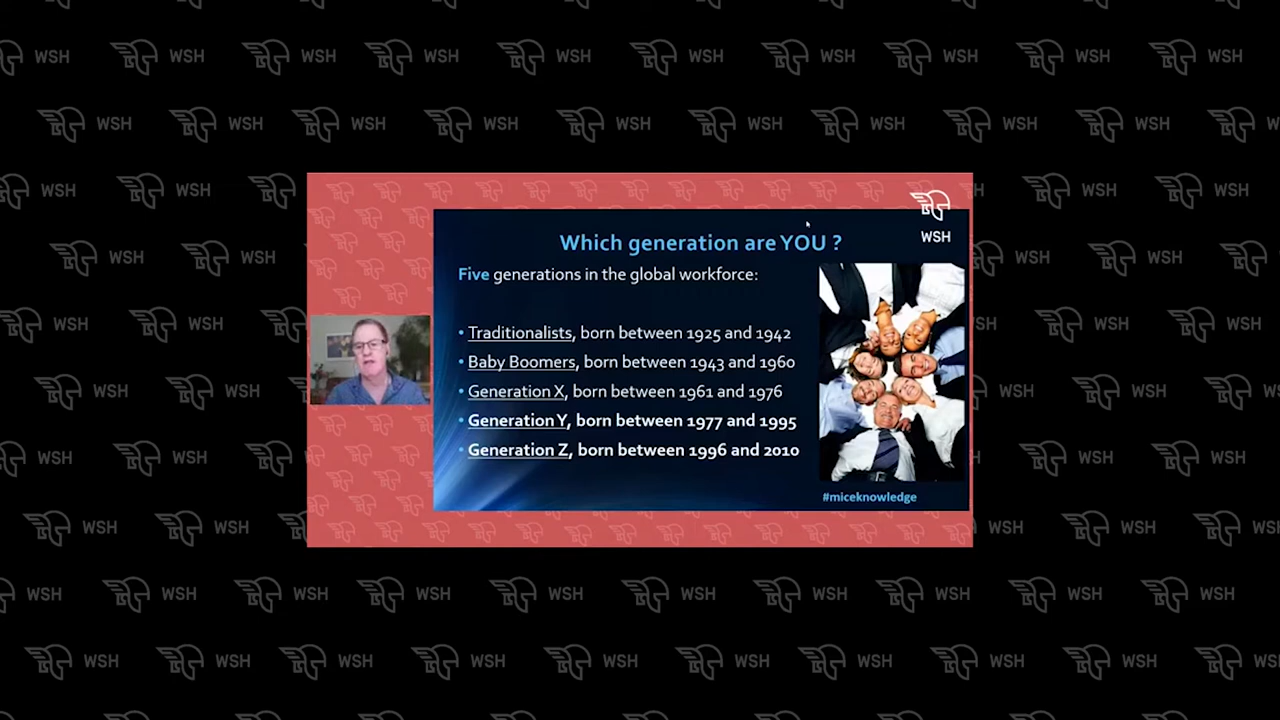 WSH
Which generation are YOU ?
Five generations in the global workforce:
• Traditionalists, born between 1925 and 1942
• Baby Boomers, born between 1943 and 1960
• Generation X, born between 1961 and 1976
• Generation Y, born between 1977 and 1995
• Generation Z, born between 1996 and 2010
#miceknowledge